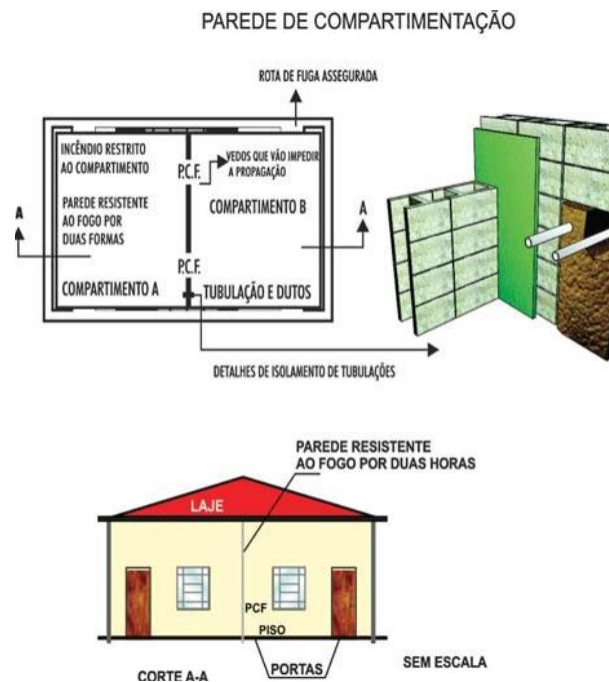 PAREDE DE COMPARTIMENTAÇÃO
ROTA DE FUGA ASSEGURADA
INCÊNDIO RESTRITO
AO COMPARTIMENTO
P.C.F.
VEDOS QUE VÃO IMPEDIR
A PROPAGAÇÃO
PAREDE RESISTENTE
AO FOGO POR
DUAS FORMAS
COMPARTIMENTO B
A
A
P.C.F.
COMPARTIMENTO A
TUBULAÇÃO E DUTOS
DETALHES DE ISOLAMENTO DE TUBULAÇÕES
PAREDE RESISTENTE
AO FOGO POR DUAS HORAS
LAJE
PCF
PISO
PORTAS
SEM ESCALA
CORTE A-A